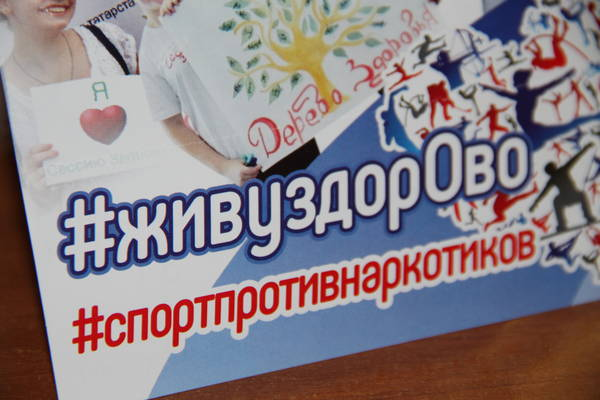 татарста
Я
Дерево Здоровья
#живуздорОво
#спортпротивнаркотиков